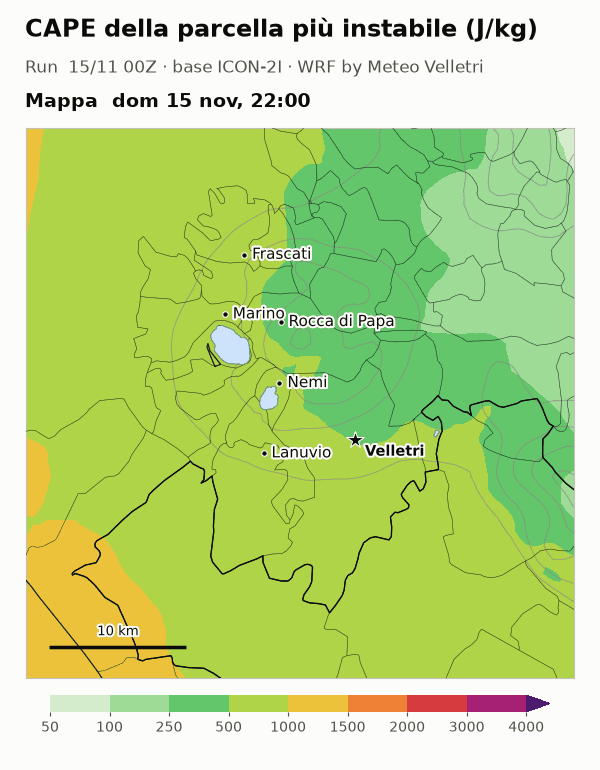 CAPE della parcella più instabile (J/kg)
Run  15/11 00Z · base ICON-2I · WRF by Meteo Velletri
Mappa  dom 15 nov, 22:00
Frascati
Marino
Rocca di Papa
Nemi
Velletri
Lanuvio
10 km
50 100 250 500 1000 1500 2000 3000 4000